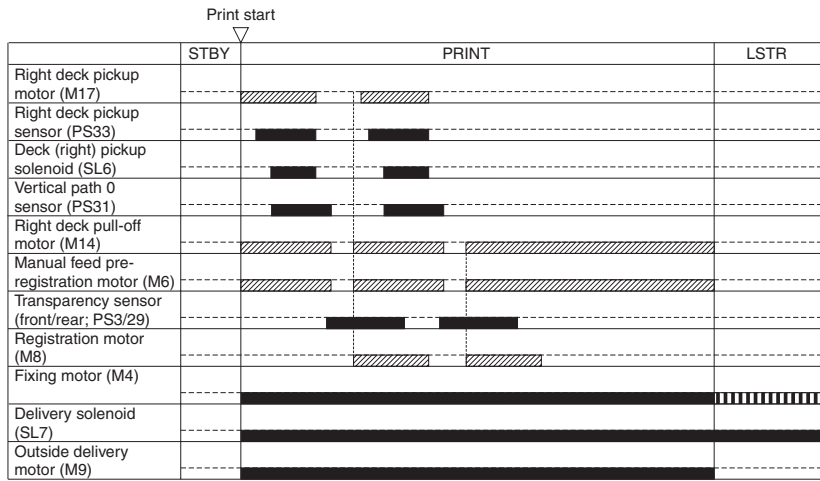 Print start
STBY
PRINT
LSTR
Right deck pickup
motor (M17)
Right deck pickup
sensor (PS33)
Deck (right) pickup
solenoid (SL6)
Vertical path 0
sensor (PS31)
Right deck pull-off
motor (M14)
Manual feed pre-
registration motor (M6)
Transparency sensor
(front/rear; PS3/29)
Registration motor
(M8)
Fixing motor (M4)
Delivery solenoid
(SL7)
Outside delivery
motor (M9)